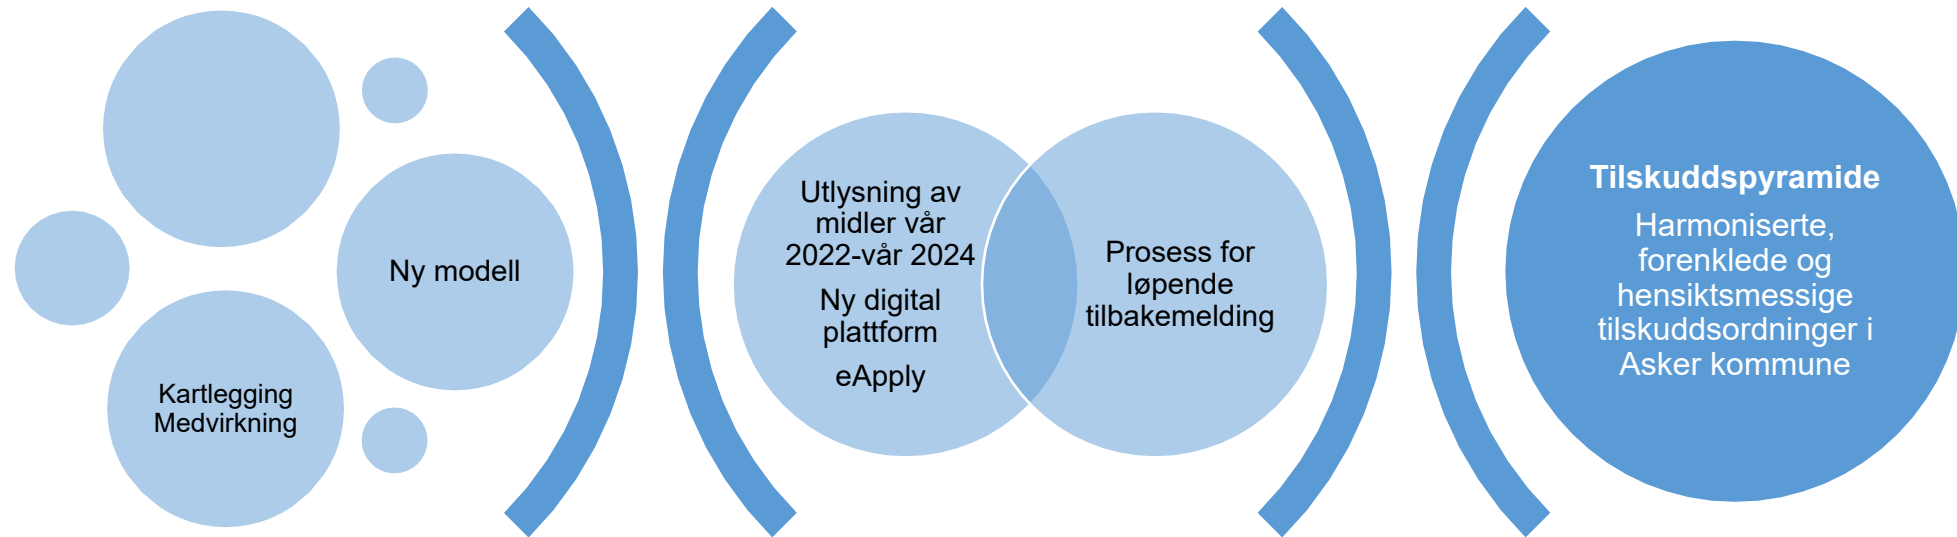 Ny modell
Kartlegging
Medvirkning
Utlysning av
midler vår
2022-vår 2024
Ny digital
plattform
eApply
Prosess for
løpende
tilbakemelding
Tilskuddspyramide
Harmoniserte,
forenklede og
hensiktsmessige
tilskuddsordninger i
Asker kommune